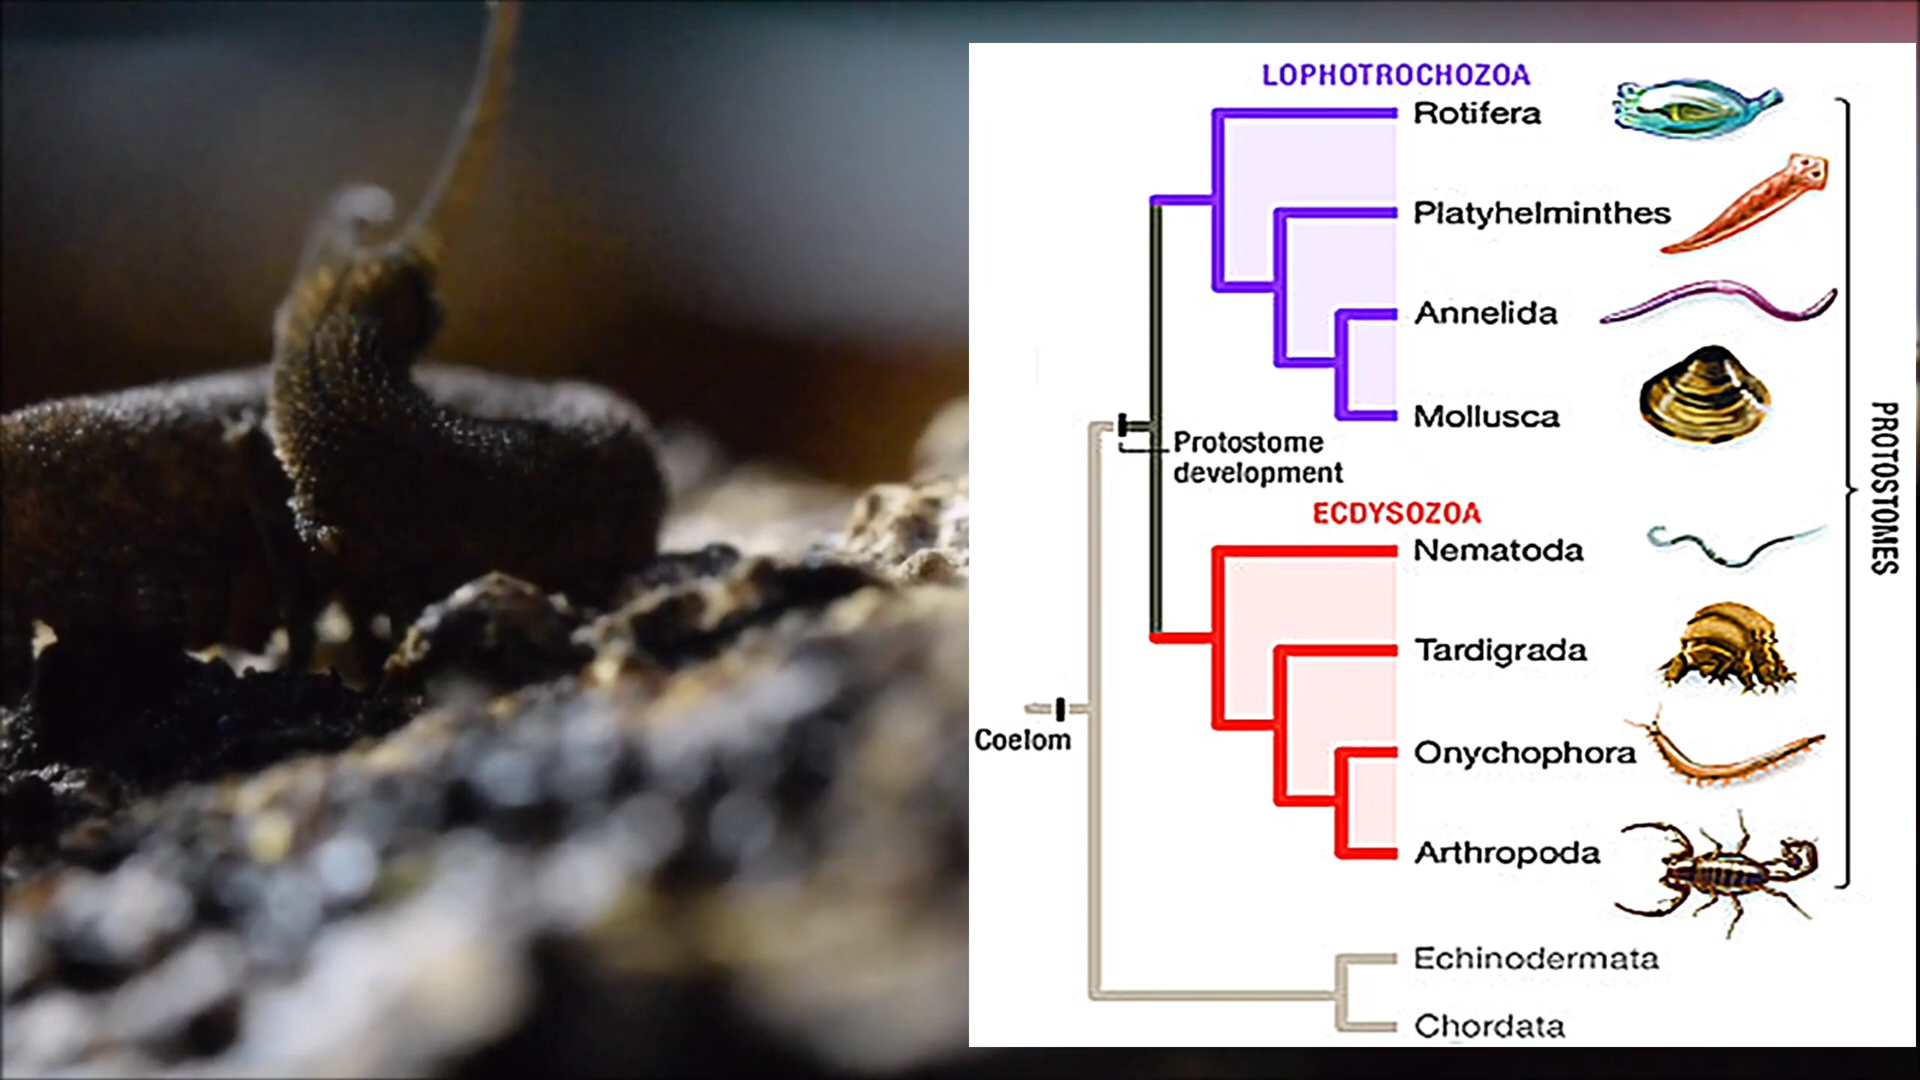 LOPHOTROCHOZOA
Rotifera
Platyhelminthes
Annelida
Mollusca
Protostome
development
ECDYSOZOA
Nematoda
Tardigrada
Onychophora
Arthropoda
Coelom
Echinodermata
Chordata
PROTOSTOMES